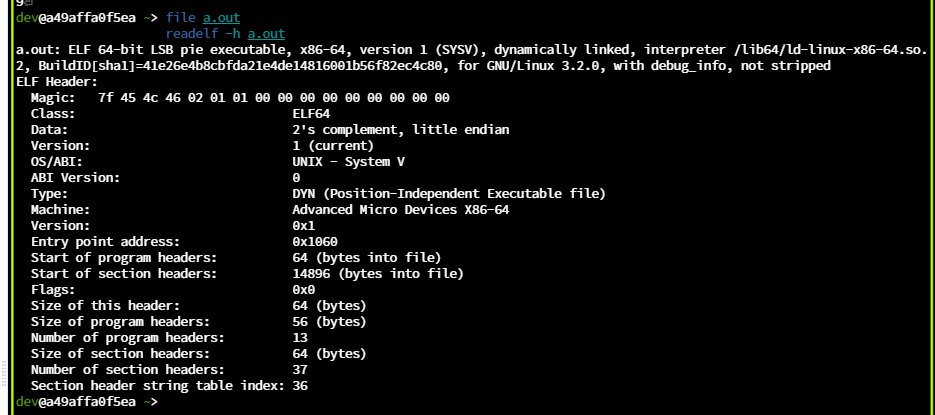 dev@a49affa0f5ea ~> file a.out
readelf -h a.out
a.out: ELF 64-bit LSB pie executable, x86-64, version 1 (SYSV), dynamically linked, interpreter /lib64/ld-linux-x86-64.so.
2, BuildID[sha1]=41e26e4b8cbfda21e4de14816001b56f82ec4c80, for GNU/Linux 3.2.0, with debug_info, not stripped
ELF Header:
  Magic:   7f 45 4c 46 02 01 01 00 00 00 00 00 00 00 00 00
  Class:                             ELF64
  Data:                              2's complement, little endian
  Version:                           1 (current)
  OS/ABI:                            UNIX - System V
  ABI Version:                       0
  Type:                              DYN (Position-Independent Executable file)
  Machine:                           Advanced Micro Devices X86-64
  Version:                           0x1
  Entry point address:               0x1060
  Start of program headers:          64 (bytes into file)
  Start of section headers:          14896 (bytes into file)
  Flags:                             0x0
  Size of this header:               64 (bytes)
  Size of program headers:           56 (bytes)
  Number of program headers:         13
  Size of section headers:           64 (bytes)
  Number of section headers:         37
  Section header string table index: 36
dev@a49affa0f5ea ~>